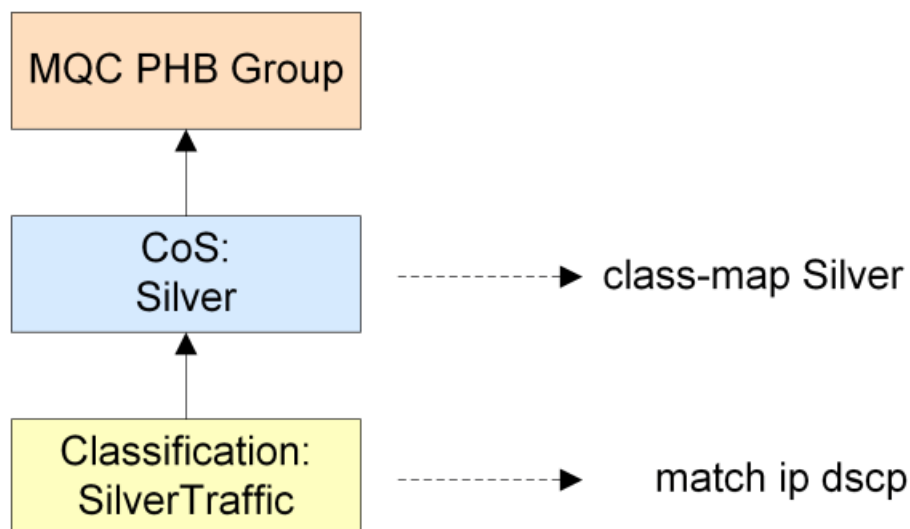 MQC PHB Group
CoS:
Silver
class-map Silver
Classification:
SilverTraffic
match ip dscp